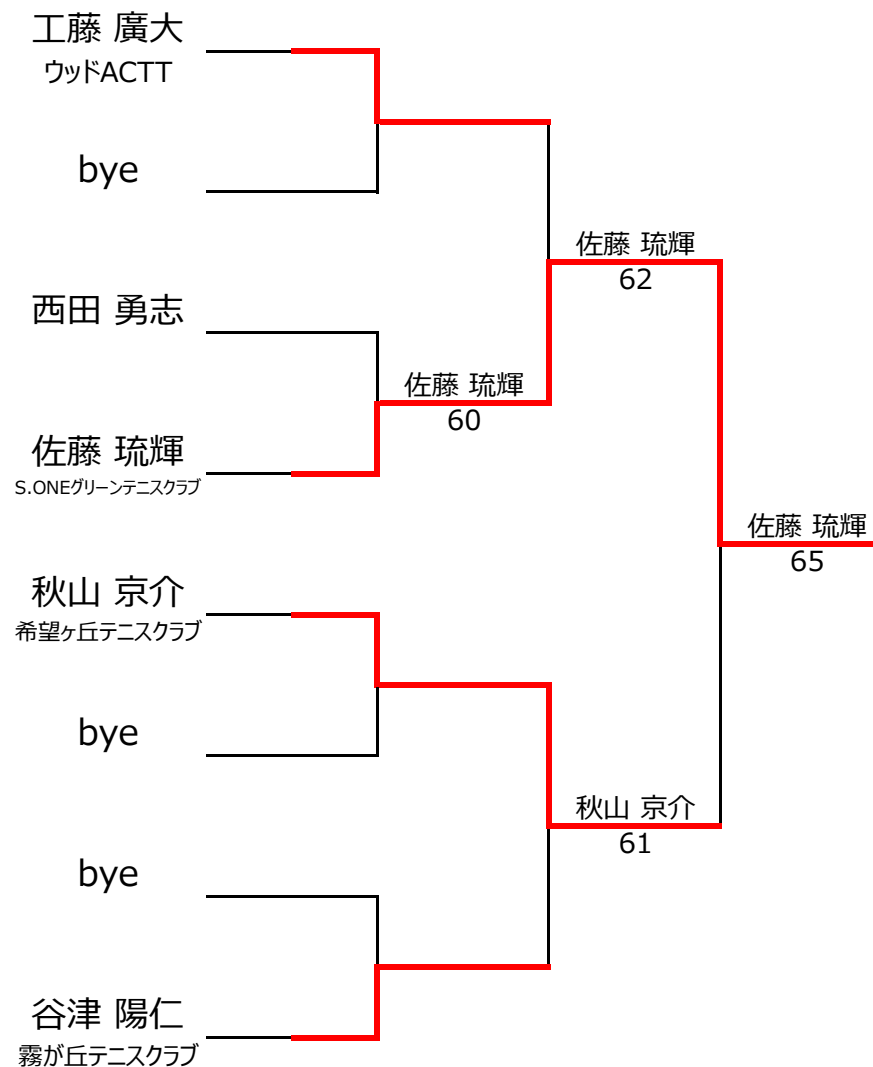 工藤 廣大
ウッドACTT
bye
佐藤 琉輝
62
西田 勇志
佐藤 琉輝
60
佐藤 琉輝
S.ONEグリーンテニスクラブ
佐藤 琉輝
65
秋山 京介
希望ヶ丘テニスクラブ
bye
秋山 京介
61
bye
谷津 陽仁
霧が丘テニスクラブ